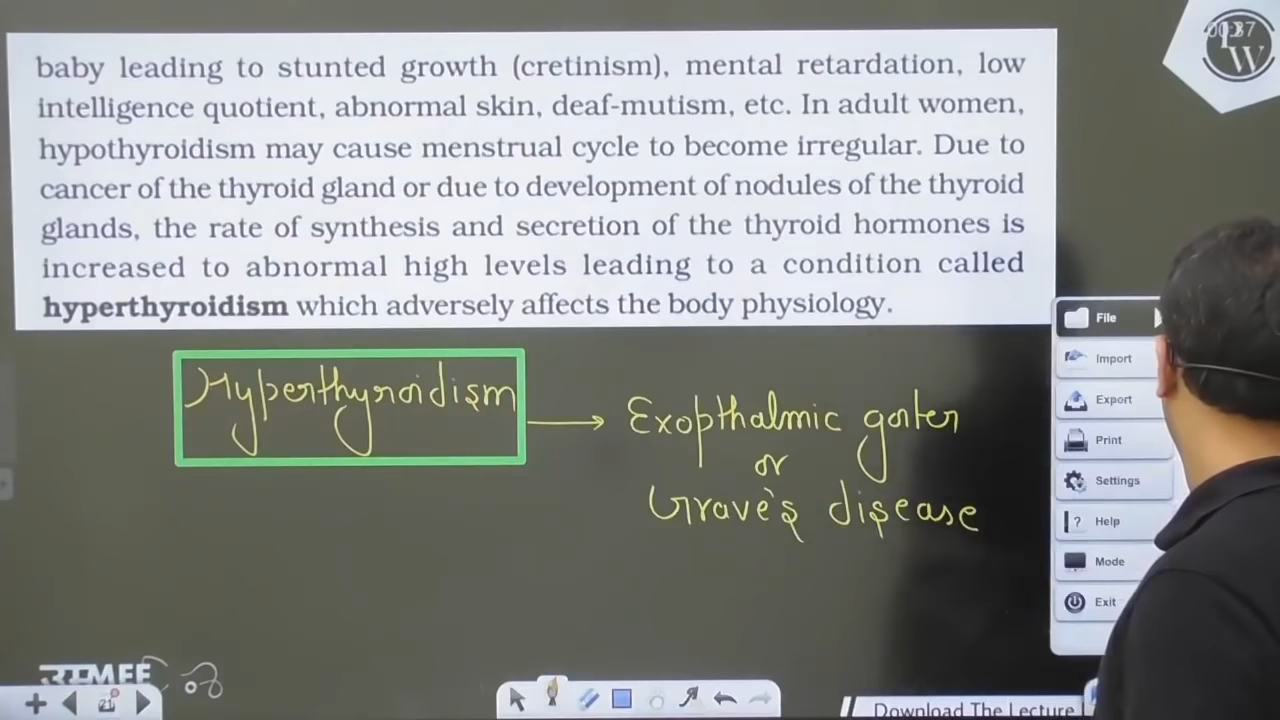 baby leading to stunted growth (cretinism), mental retardation, low
intelligence quotient, abnormal skin, deaf-mutism, etc. In adult women,
hypothyroidism may cause menstrual cycle to become irregular. Due to
cancer of the thyroid gland or due to development of nodules of the thyroid
glands, the rate of synthesis and secretion of the thyroid hormones is
increased to abnormal high levels leading to a condition called
hyperthyroidism which adversely affects the body physiology.
Hyperthyroidism
Exopthalmic goiter
or
Grave's disease
File
Import
Export
Print
Settings
Help
Mode
Exit
21
Download The Lecture